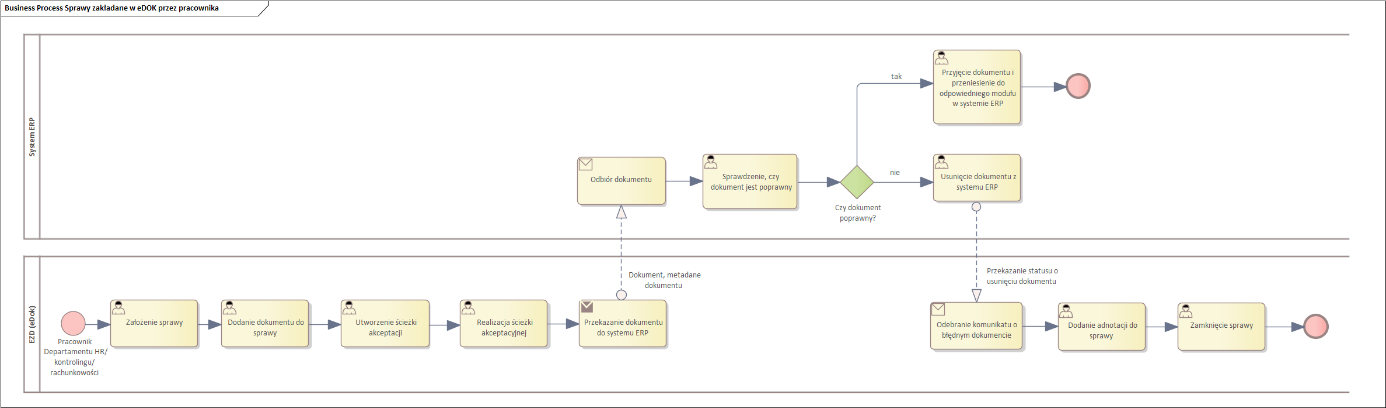 Business Process Sprawy zakładane w eDOK przez pracownika
System ERP
tak
Przyjęcie dokumentu i
przeniesienie do
odpowiedniego modułu
w systemie ERP
Odbiór dokumentu
Sprawdzenie, czy
dokument jest poprawny
Czy dokument
poprawny?
nie
Usunięcie dokumentu z
systemu ERP
Dokument, metadane
dokumentu
Przekazanie statusu o
usunięciu dokumentu
EZD (eDok)
Pracownik
Departamentu HR/
kontrolingu/
rachunkowości
Założenie sprawy
Dodanie dokumentu do
sprawy
Utworzenie ścieżki
akceptacji
Realizacja ścieżki
akceptacyjnej
Przekazanie dokumentu
do systemu ERP
Odebranie komunikatu o
błędnym dokumencie
Dodanie adnotacji do
sprawy
Zamknięcie sprawy